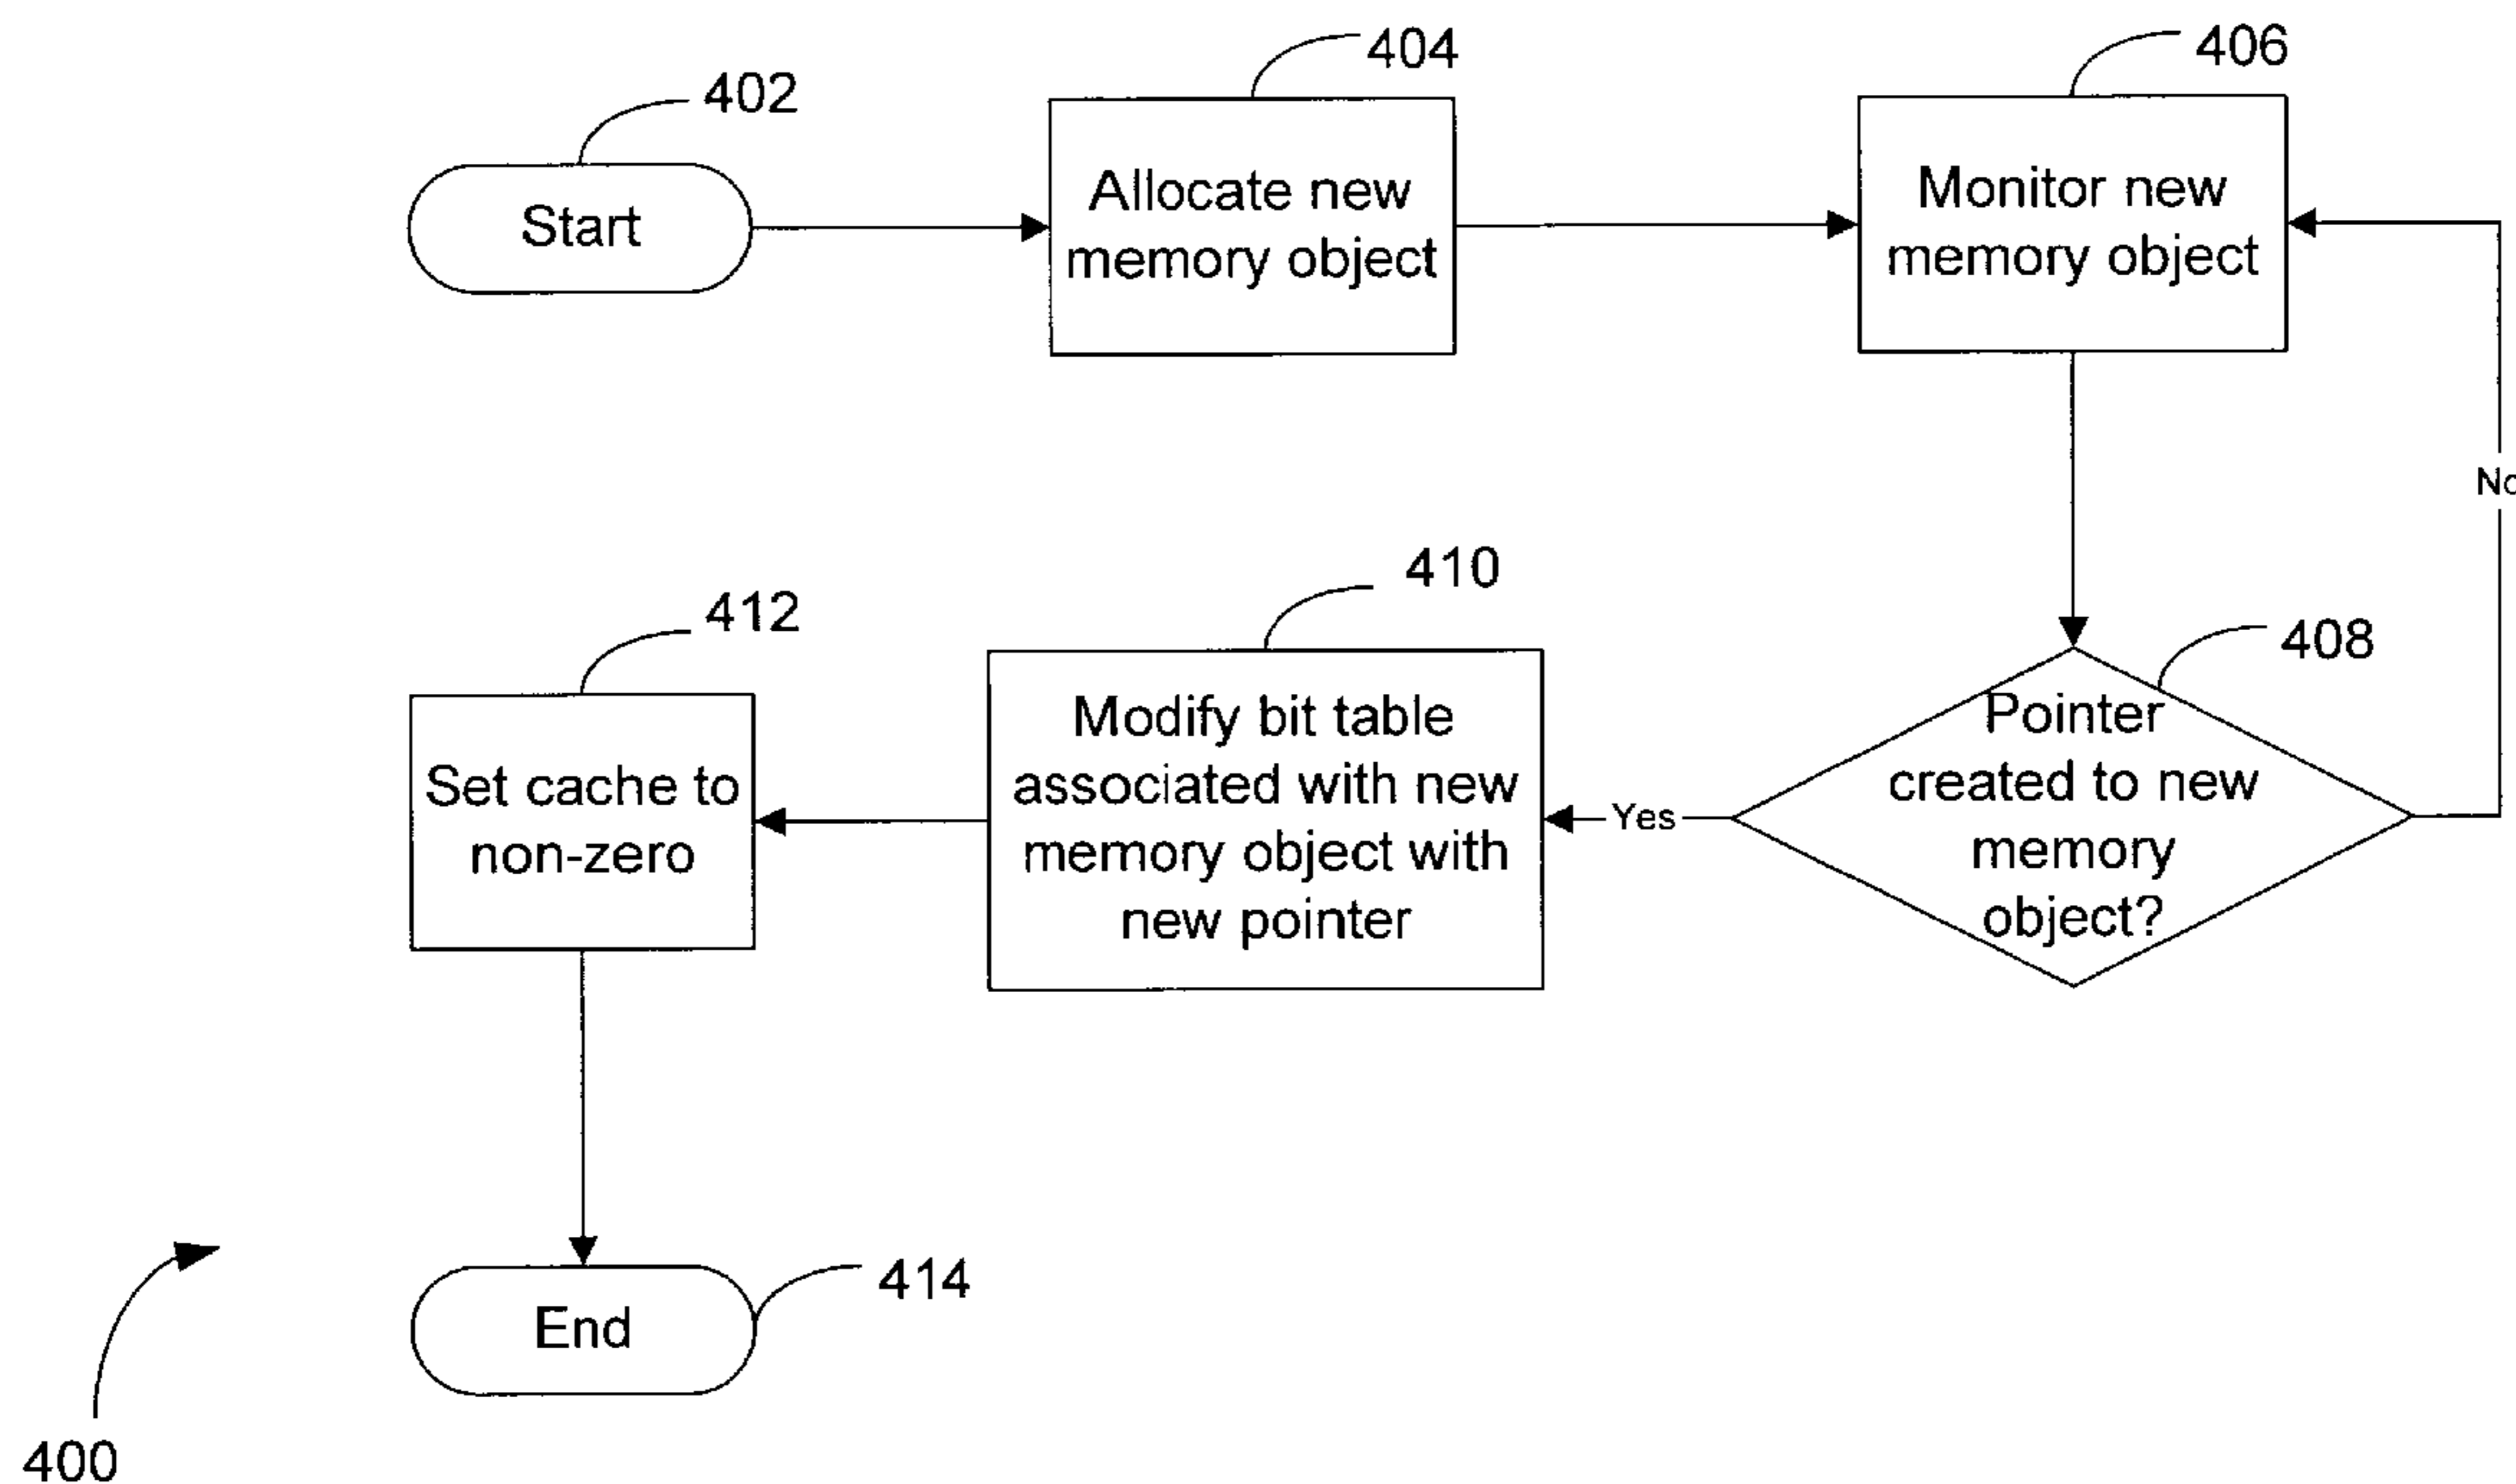 402
Start
404
Allocate new
memory object
406
Monitor new
memory object
No
408
Pointer
created to new
memory
object?
Yes
410
Modify bit table
associated with new
memory object with
new pointer
412
Set cache to
non-zero
414
End
400